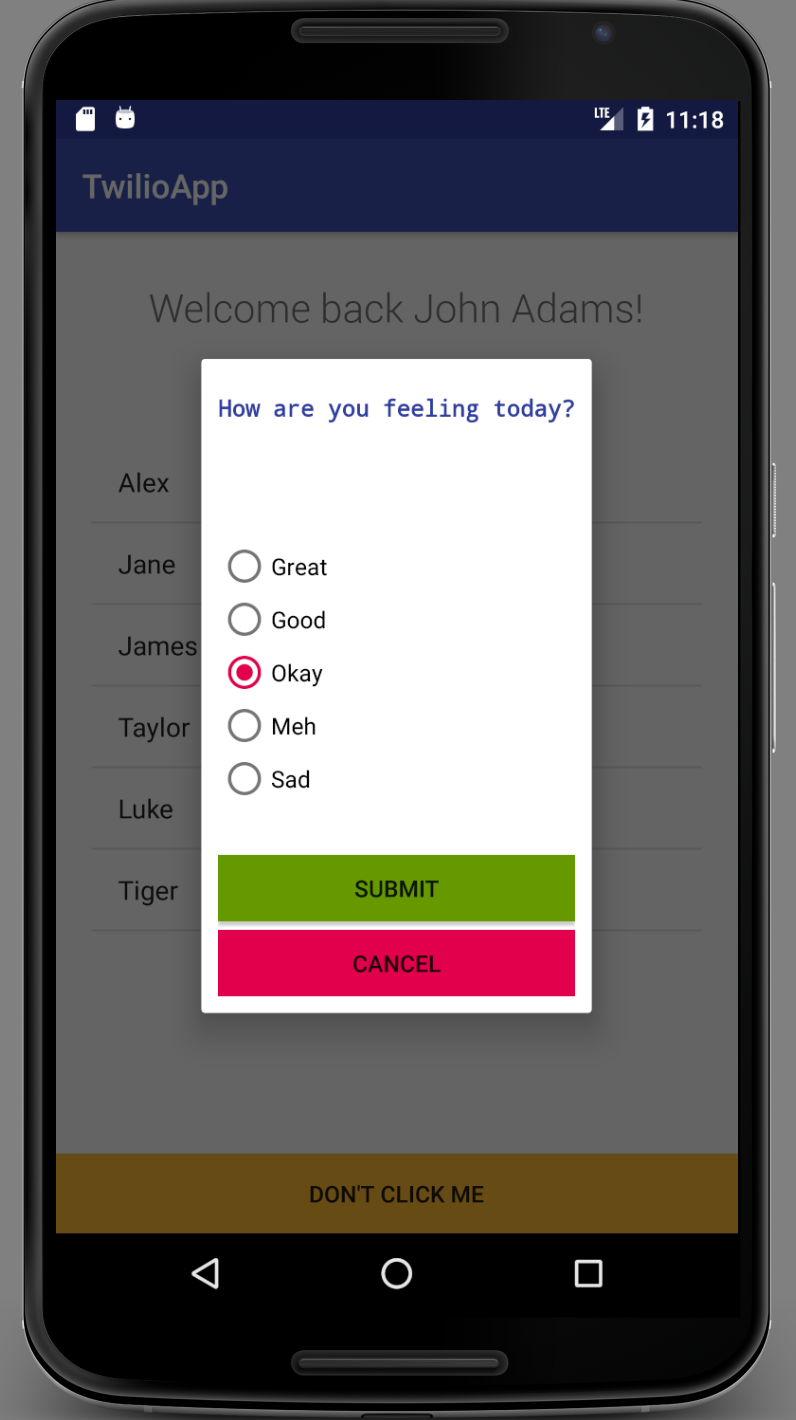 LTE 11:18
TwilioApp
Welcome back John Adams!
How are you feeling today?
Alex
Jane
James
Taylor
Luke
Tiger
Great
Good
Okay
Meh
Sad
SUBMIT
CANCEL
DON'T CLICK ME